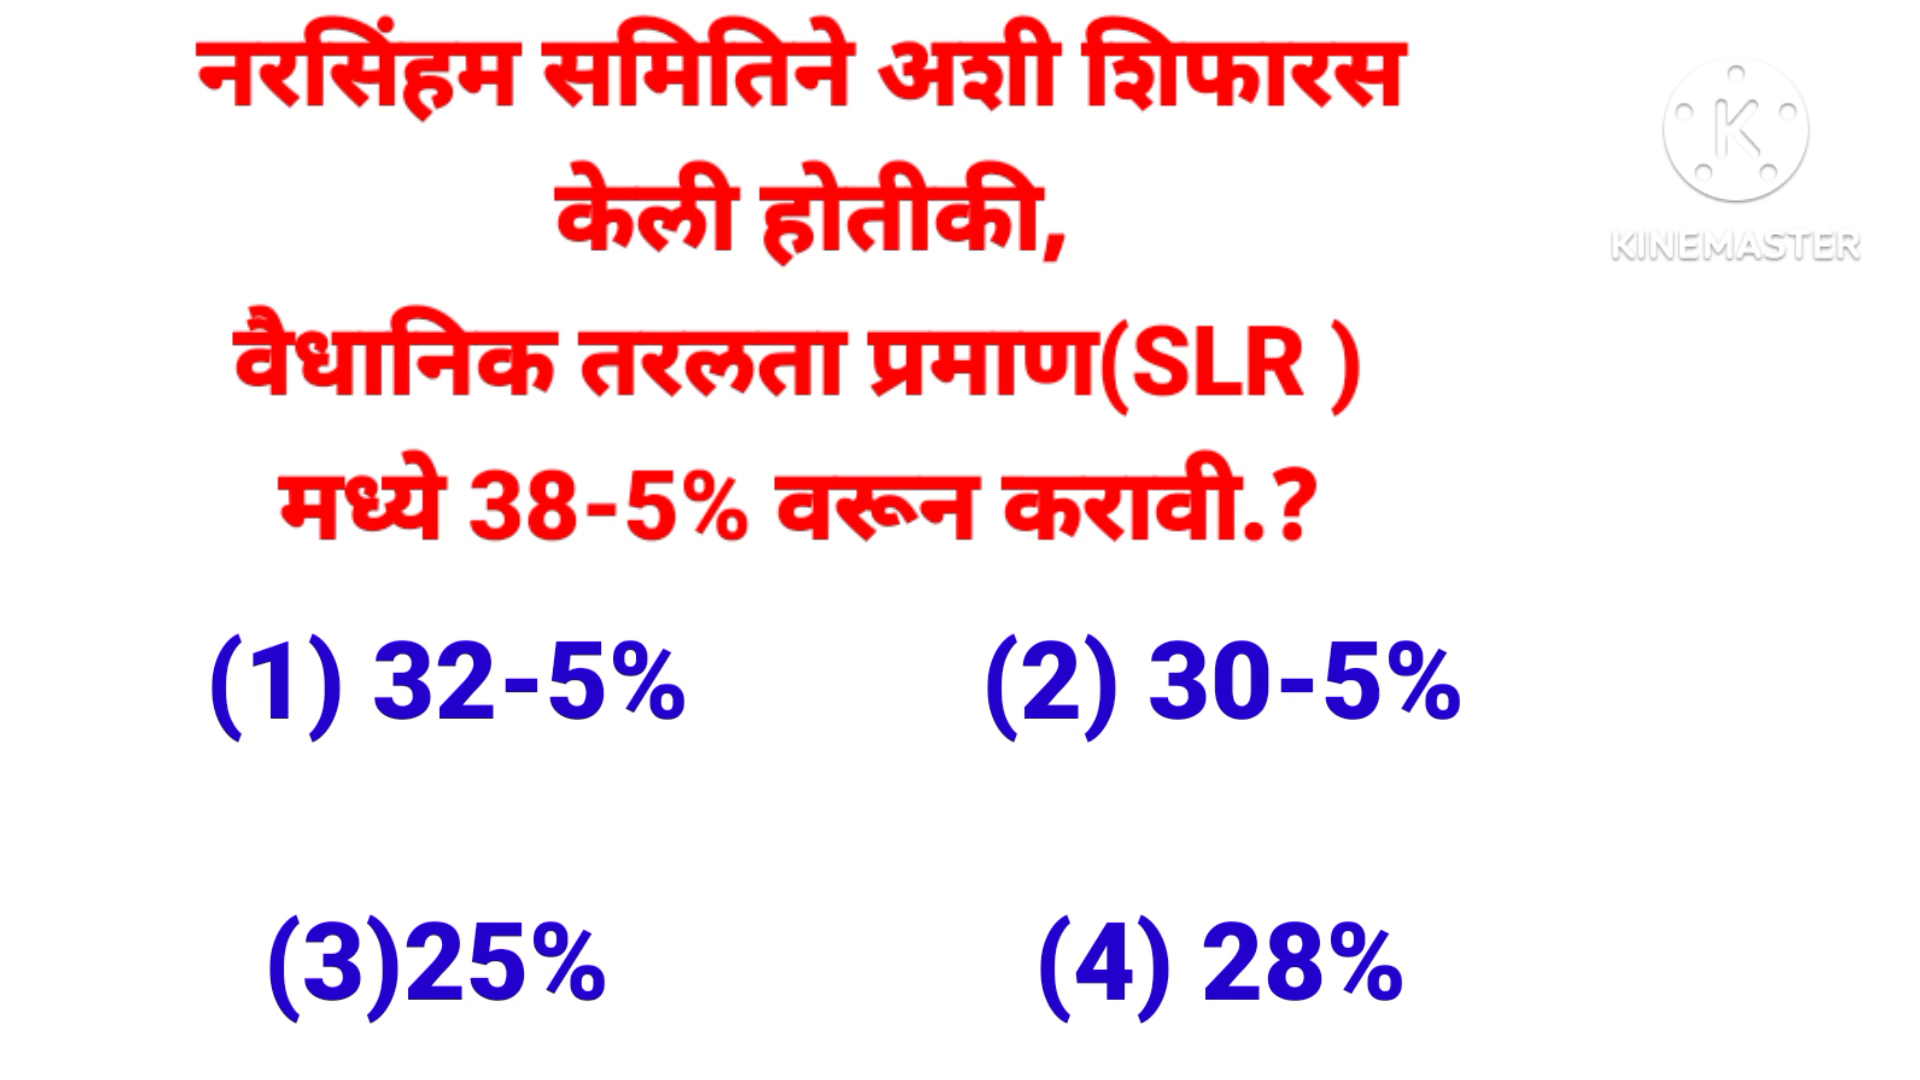 नरसिंहम समितिने अशी शिफारस
केली होतीकी,
वैधानिक तरलता प्रमाण(SLR )
मध्ये 38-5% वरून करावी.?
(1) 32-5% (2) 30-5%
(3)25% (4) 28%
K
KINEMASTER